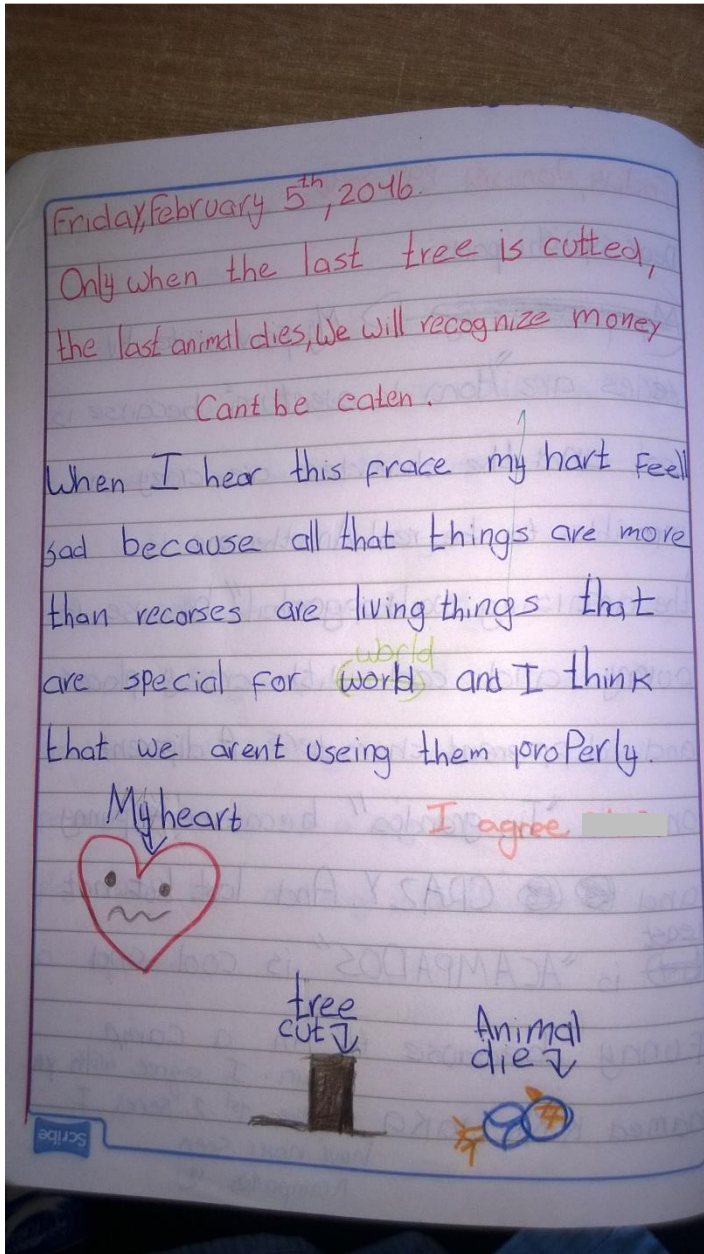 Friday, February 5th, 2016.
Only when the last tree is cutted,
the last animal dies, We will recognize money
Cant be eaten.
When I hear this frace my hart Feel
sad because all that things are more
than recorses are living things that
world
are special for world and I think
that we arent useing them proPerly.
My heart
I agree
tree
cut
Animal
die
Scribe